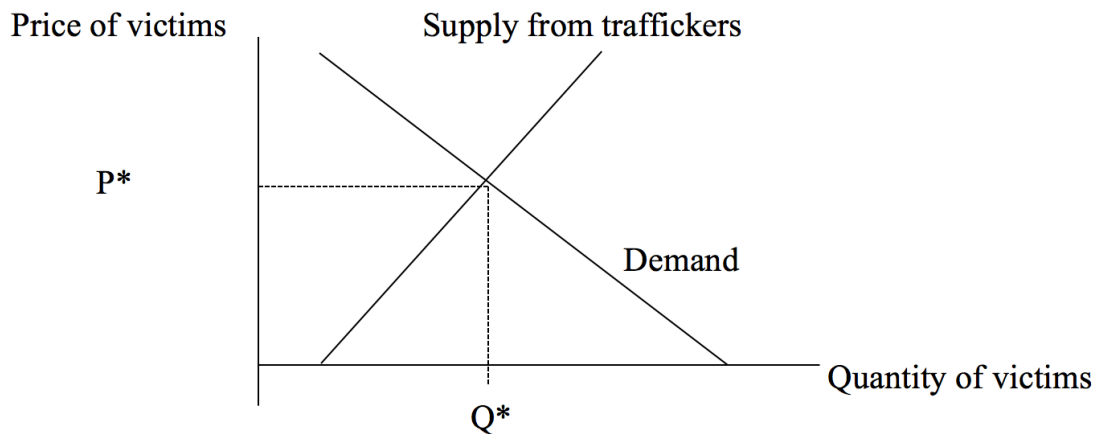 Price of victims
Supply from traffickers
P*
Demand
Quantity of victims
Q*